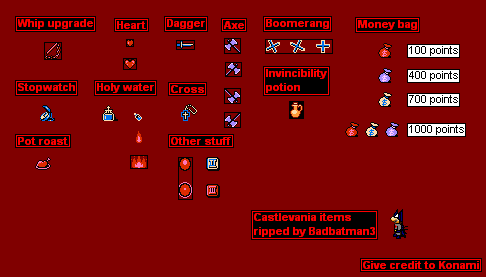 Whip upgrade
Heart
Dagger
Axe
Boomerang
Money bag
100 points
400 points
700 points
1000 points
Stopwatch
Holy water
Cross
Invincibility
potion
Pot roast
Other stuff
Castlevania items
ripped by Badbatman3
Give credit to Konami